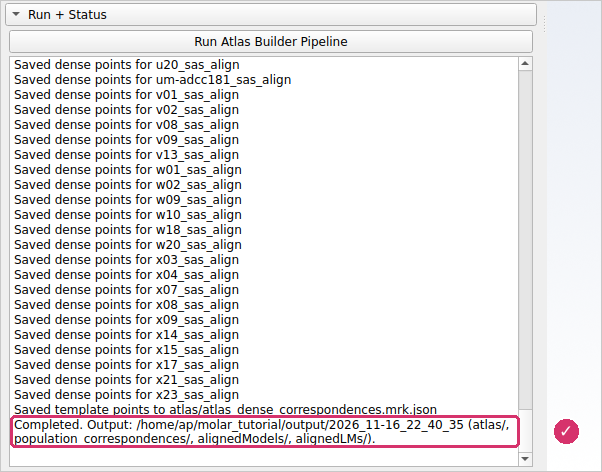 Run + Status
Run Atlas Builder Pipeline
Saved dense points for u20_sas_align
Saved dense points for um-adcc181_sas_align
Saved dense points for v01_sas_align
Saved dense points for v02_sas_align
Saved dense points for v08_sas_align
Saved dense points for v09_sas_align
Saved dense points for v13_sas_align
Saved dense points for w01_sas_align
Saved dense points for w02_sas_align
Saved dense points for w09_sas_align
Saved dense points for w10_sas_align
Saved dense points for w18_sas_align
Saved dense points for w20_sas_align
Saved dense points for x03_sas_align
Saved dense points for x04_sas_align
Saved dense points for x07_sas_align
Saved dense points for x08_sas_align
Saved dense points for x09_sas_align
Saved dense points for x14_sas_align
Saved dense points for x15_sas_align
Saved dense points for x17_sas_align
Saved dense points for x21_sas_align
Saved dense points for x23_sas_align
Saved template points to atlas/atlas_dense_correspondences.mrk.json
Completed. Output: /home/ap/molar_tutorial/output/2026_11-16_22_40_35 (atlas/,
population_correspondences/, alignedModels/, alignedLMs/).